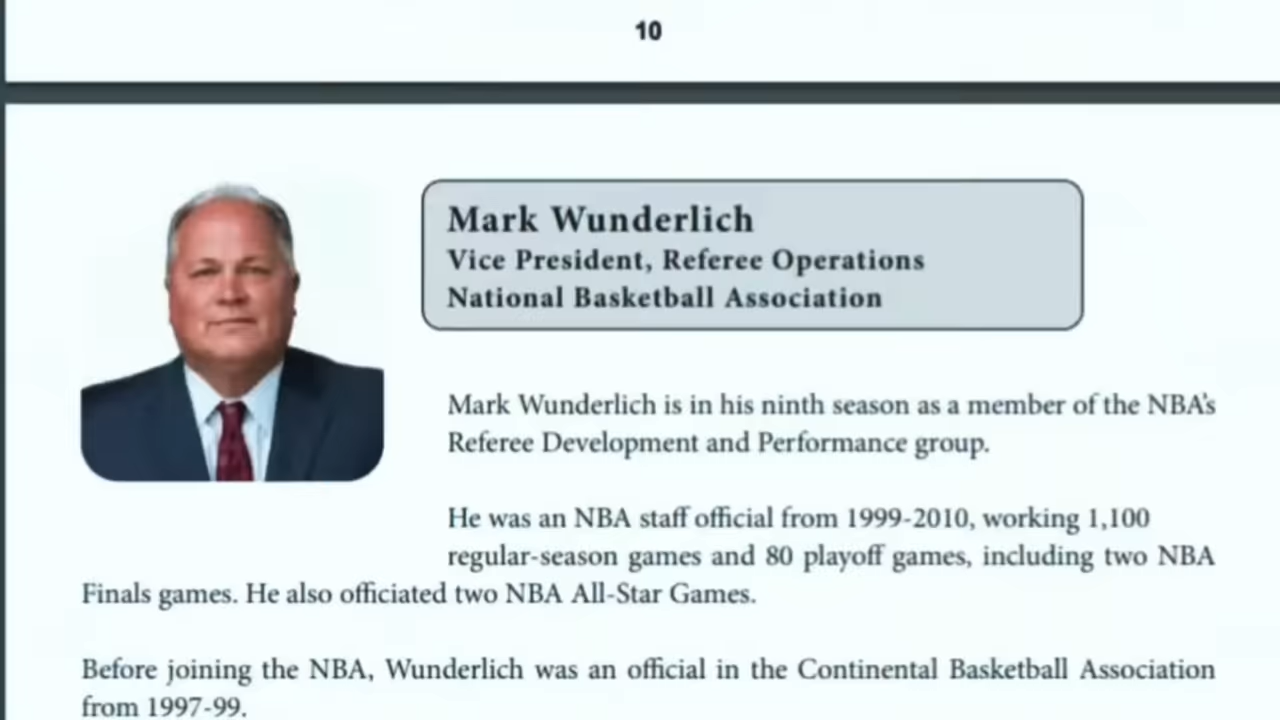 10
Mark Wunderlich
Vice President, Referee Operations
National Basketball Association
Mark Wunderlich is in his ninth season as a member of the NBA's
Referee Development and Performance group.
He was an NBA staff official from 1999-2010, working 1,100
regular-season games and 80 playoff games, including two NBA
Finals games. He also officiated two NBA All-Star Games.
Before joining the NBA, Wunderlich was an official in the Continental Basketball Association
from 1997-99.